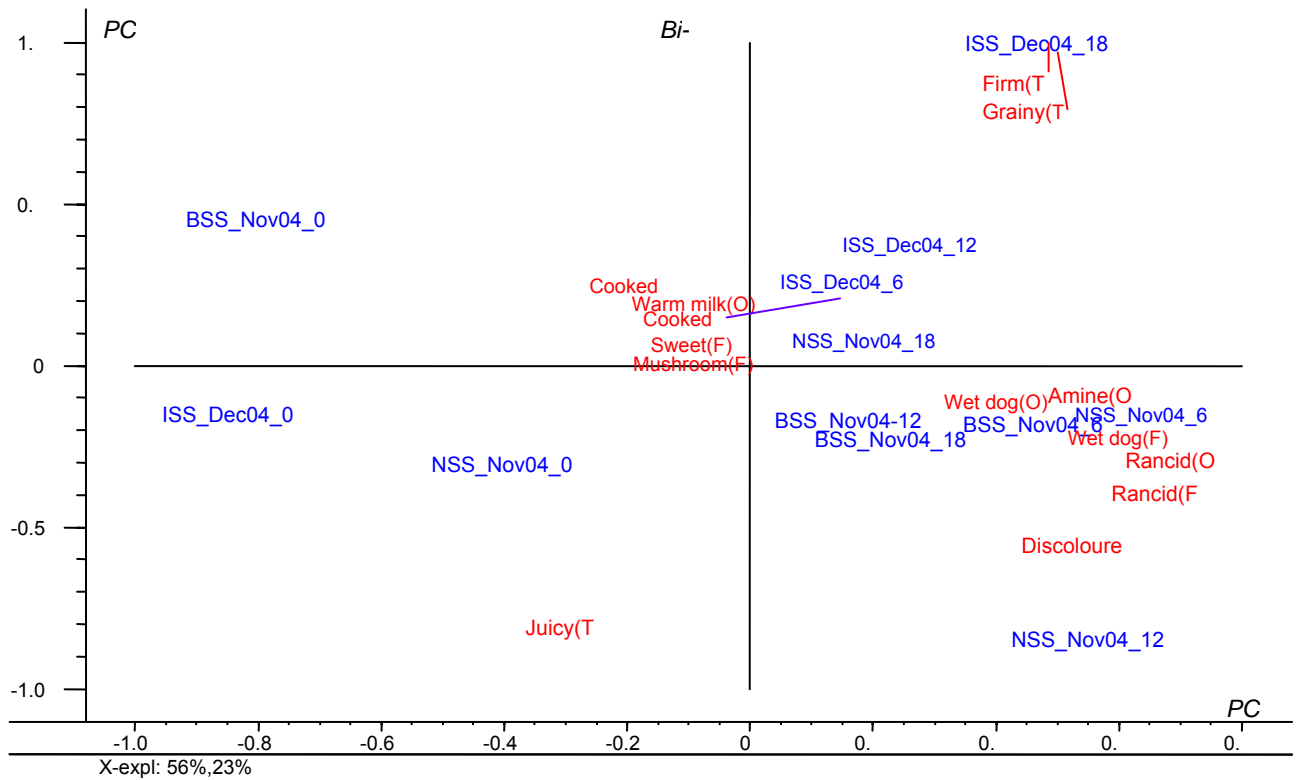 PC
Bi-
1.
ISS_Dec04_18
Firm(T
Grainy(T
0.
BSS_Nov04_0
ISS_Dec04_12
Cooked
ISS_Dec04_6
Warm milk(O)
Cooked
NSS_Nov04_18
Sweet(F)
0
Mushroom(F)
Amine(O
Wet dog(O)
ISS_Dec04_0
BSS_Nov04-12
NSS_Nov04_6
BSS_Nov04_6
BSS_Nov04_18
Wet dog(F)
NSS_Nov04_0
Rancid(O
Rancid(F
-0.5
Discoloure
Juicy(T
NSS_Nov04_12
-1.0
PC
-1.0 -0.8 -0.6 -0.4 -0.2 0 0. 0. 0. 0.
X-expl: 56%,23%